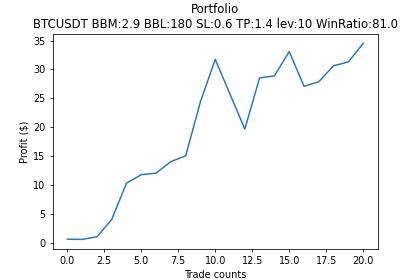 Portfolio
BTCUSDT BBM:2.9 BBL:180 SL:0.6 TP:1.4 lev:10 WinRatio:81.0
35
30
25
20
15
10
5
0
Profit ($)
0.0 2.5 5.0 7.5 10.0 12.5 15.0 17.5 20.0
Trade counts